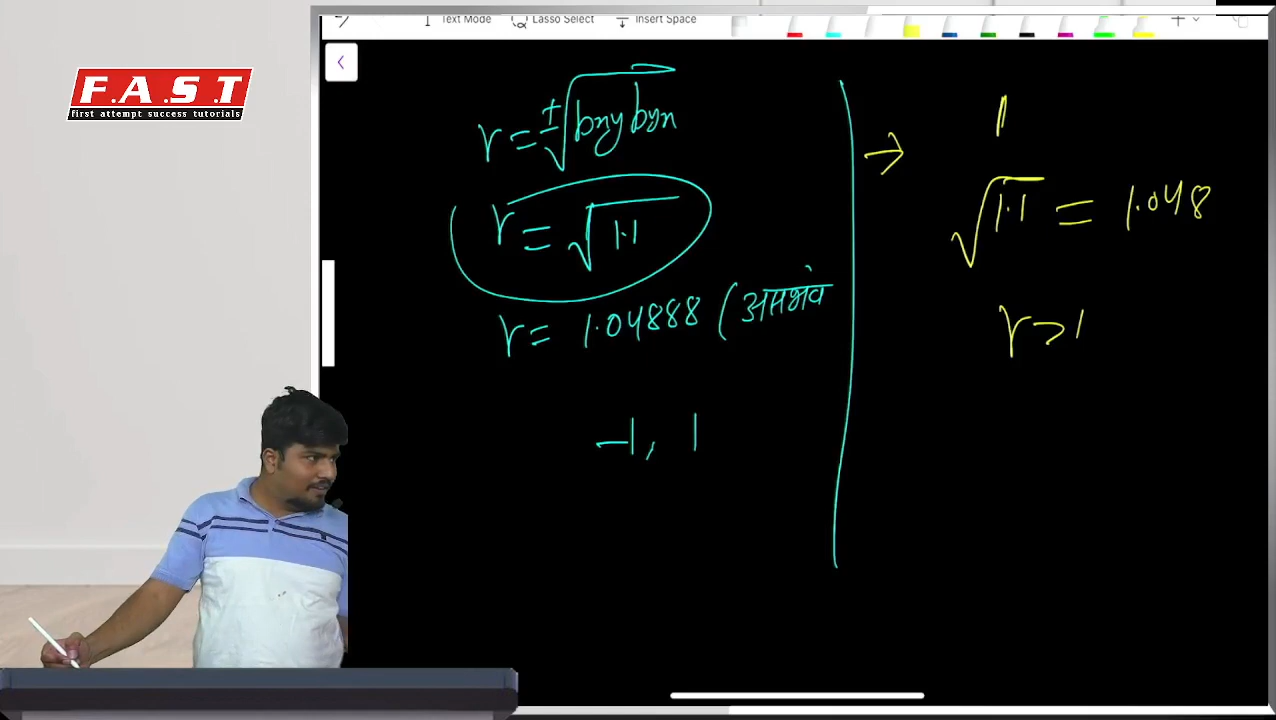 F.A.S.T
first attempt success tutorials
Text Mode
Lasso Select
Insert Space
r = ±√bxy byx
r = √1.1
r = 1.04888 (असंभव
-1, 1
→ 1
√1.1 = 1.048
r > 1